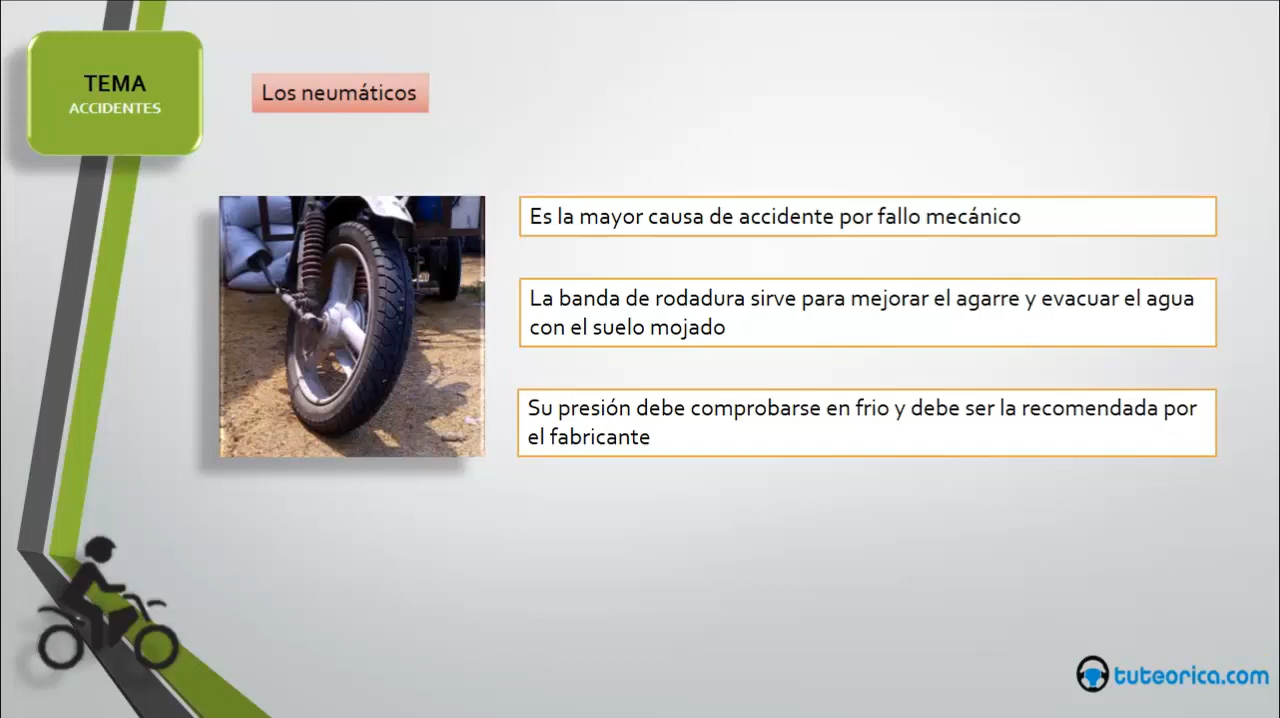 TEMA
ACCIDENTES
Los neumáticos
Es la mayor causa de accidente por fallo mecánico
La banda de rodadura sirve para mejorar el agarre y evacuar el agua
con el suelo mojado
Su presión debe comprobarse en frio y debe ser la recomendada por
el fabricante
tuteorica.com